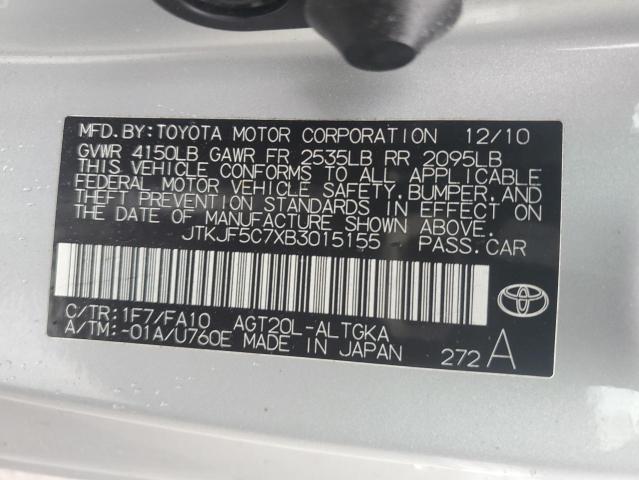 MFD. BY: TOYOTA MOTOR CORPORATION 12/10
GVWR 4150LB GAWR FR 2535LB RR 2095LB
THIS VEHICLE CONFORMS TO ALL APPLICABLE
FEDERAL MOTOR VEHICLE SAFETY, BUMPER, AND
THEFT PREVENTION STANDARDS IN EFFECT ON
THE DATE OF MANUFACTURE SHOWN ABOVE.
JTKJF5C7XB3015155 PASS.CAR
C/TR: 1F7/FA10 AGT20L-ALTGKA
A/TM: -01A/U760E MADE IN JAPAN 272 A